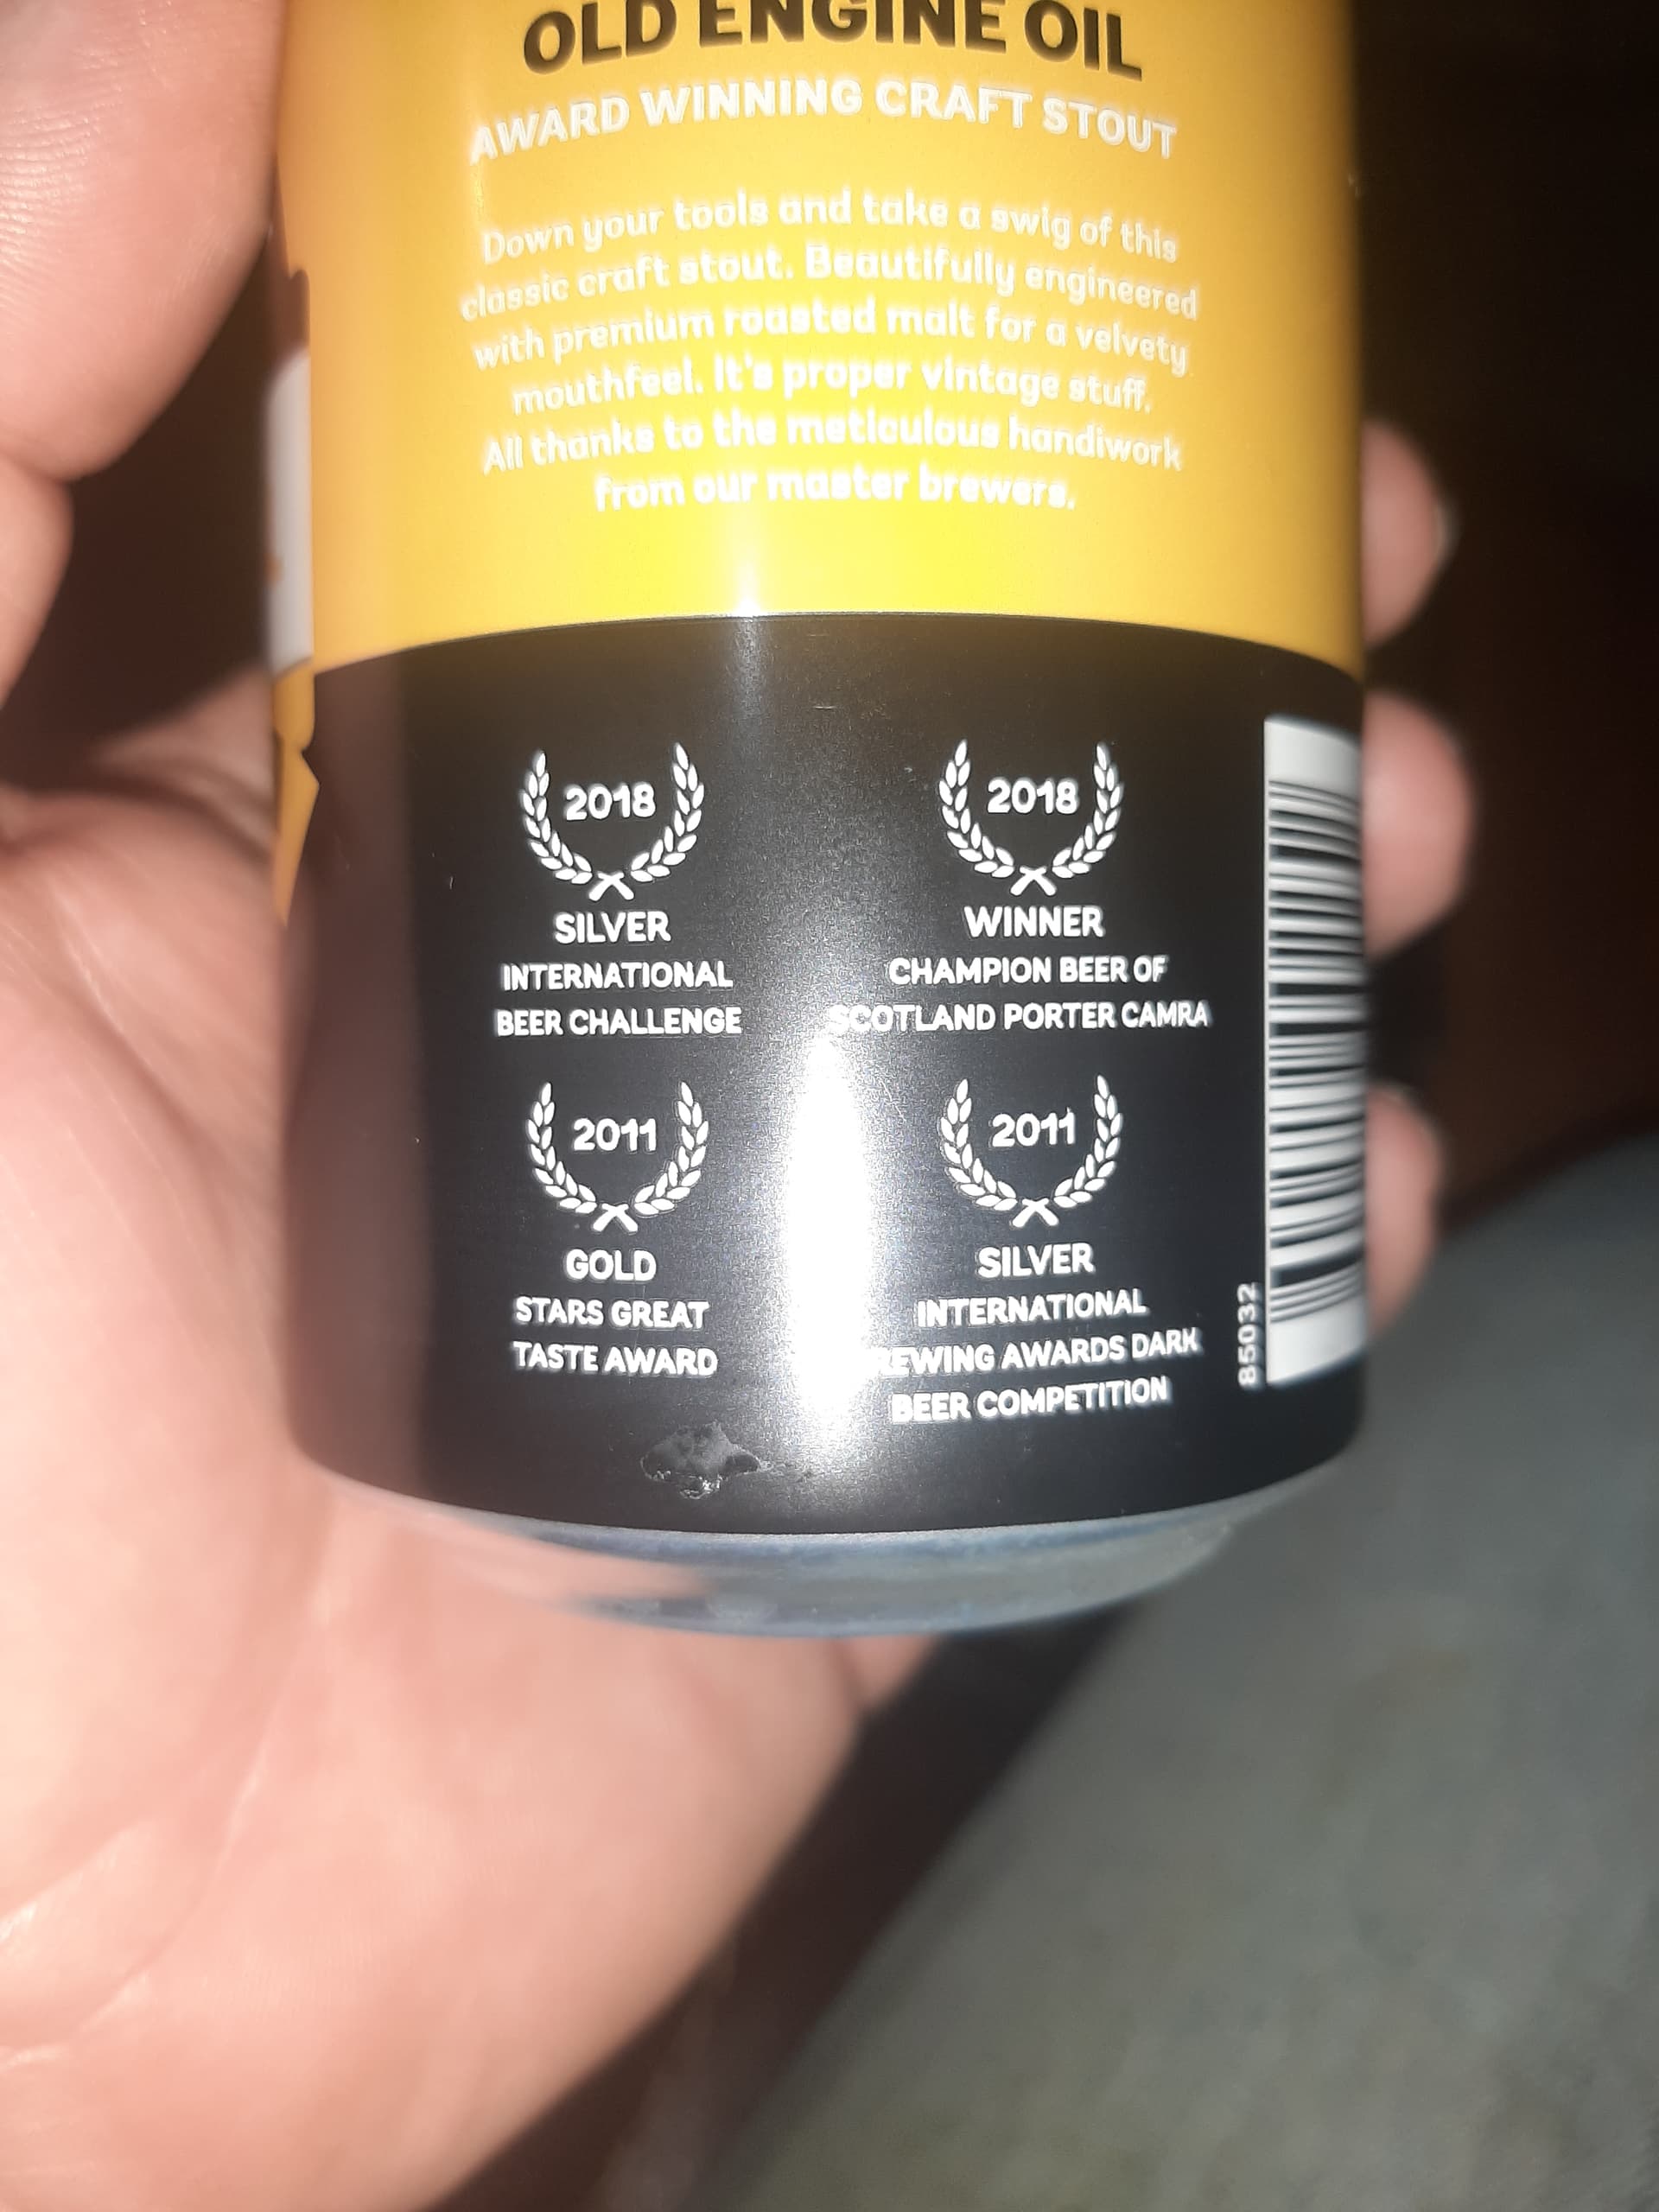 OLD ENGINE OIL
AWARD WINNING CRAFT STOUT
Down your tools and take a swig of this
classic craft stout. Beautifully engineered
with premium roasted malt for a velvety
mouthfeel. It's proper vintage stuff.
All thanks to the meticulous handiwork
from our master brewers.
2018
SILVER
INTERNATIONAL
BEER CHALLENGE
2018
WINNER
CHAMPION BEER OF
SCOTLAND PORTER CAMRA
2011
GOLD
STARS GREAT
TASTE AWARD
2011
SILVER
INTERNATIONAL
BREWING AWARDS DARK
BEER COMPETITION
85032